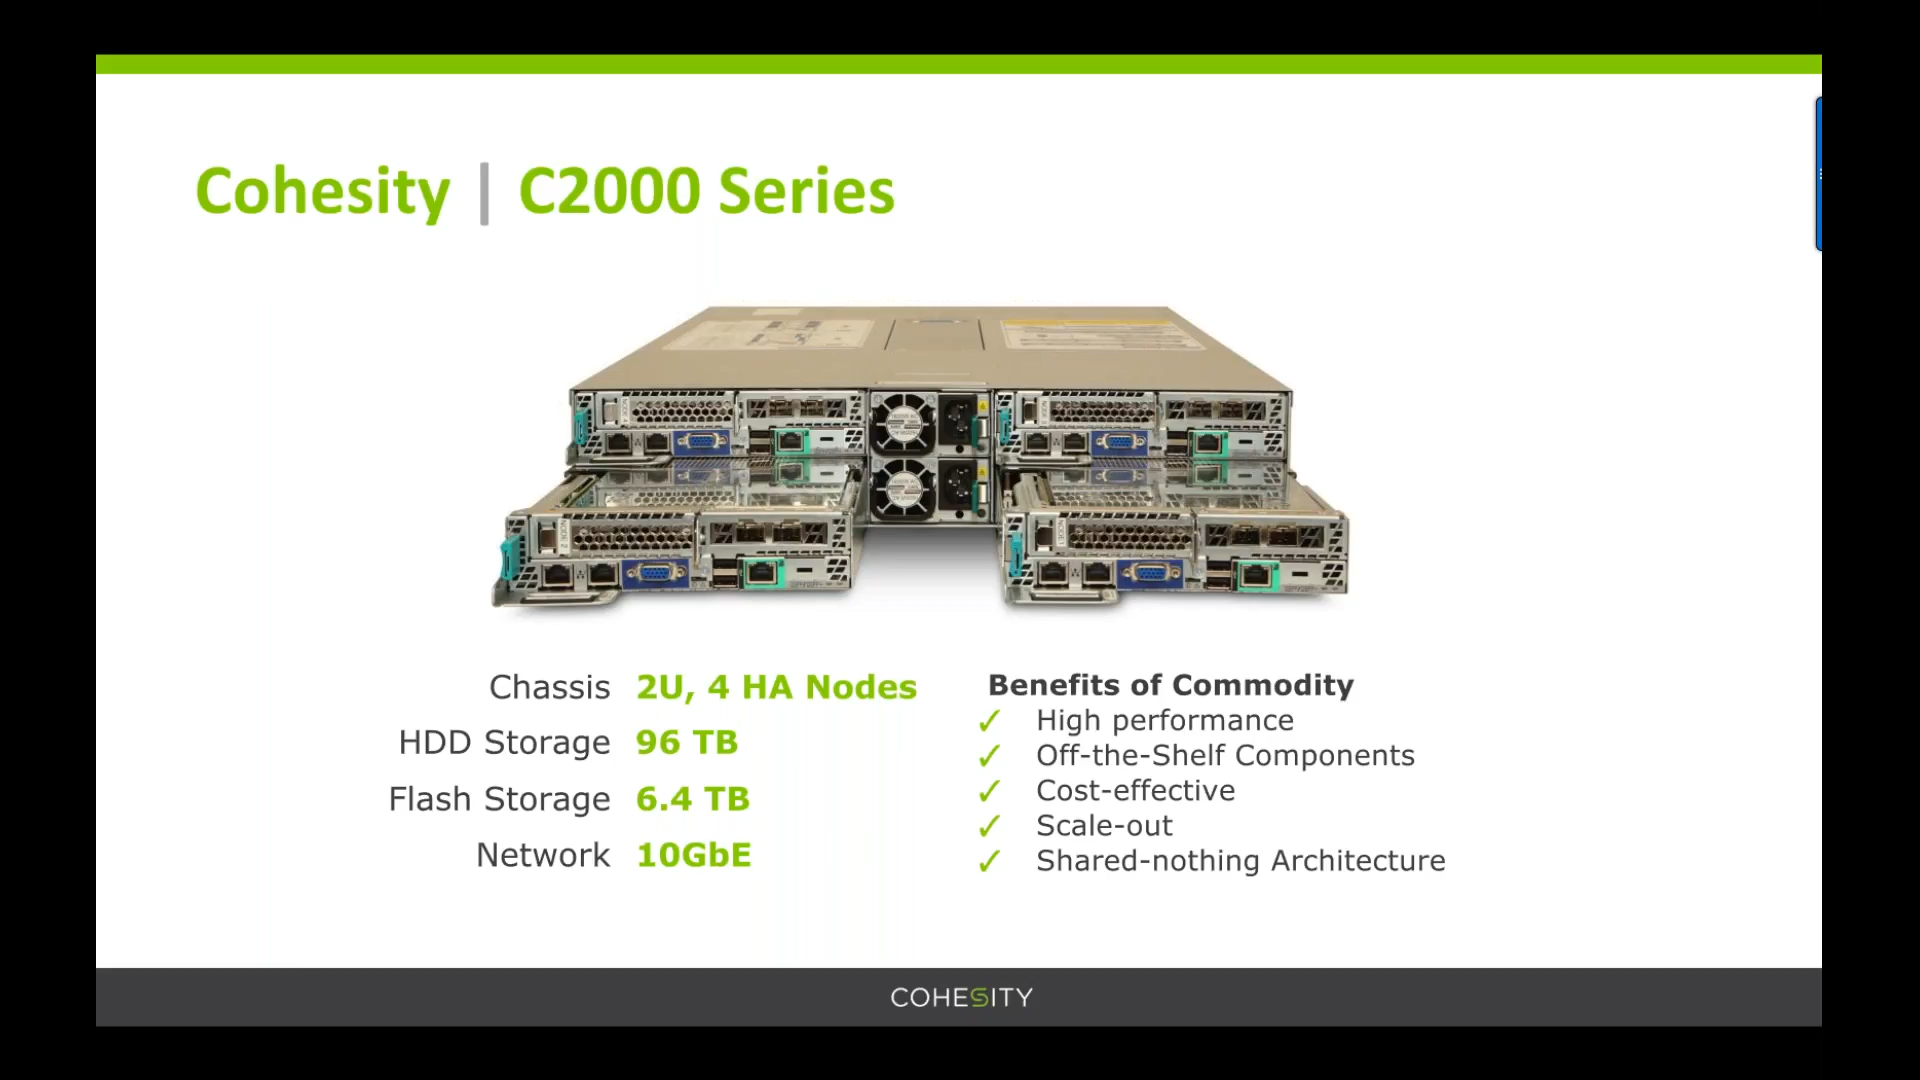 Cohesity | C2000 Series
Chassis 2U, 4 HA Nodes
HDD Storage 96 TB
Flash Storage 6.4 TB
Network 10GbE
Benefits of Commodity
✓ High performance
✓ Off-the-Shelf Components
✓ Cost-effective
✓ Scale-out
✓ Shared-nothing Architecture
COHESITY